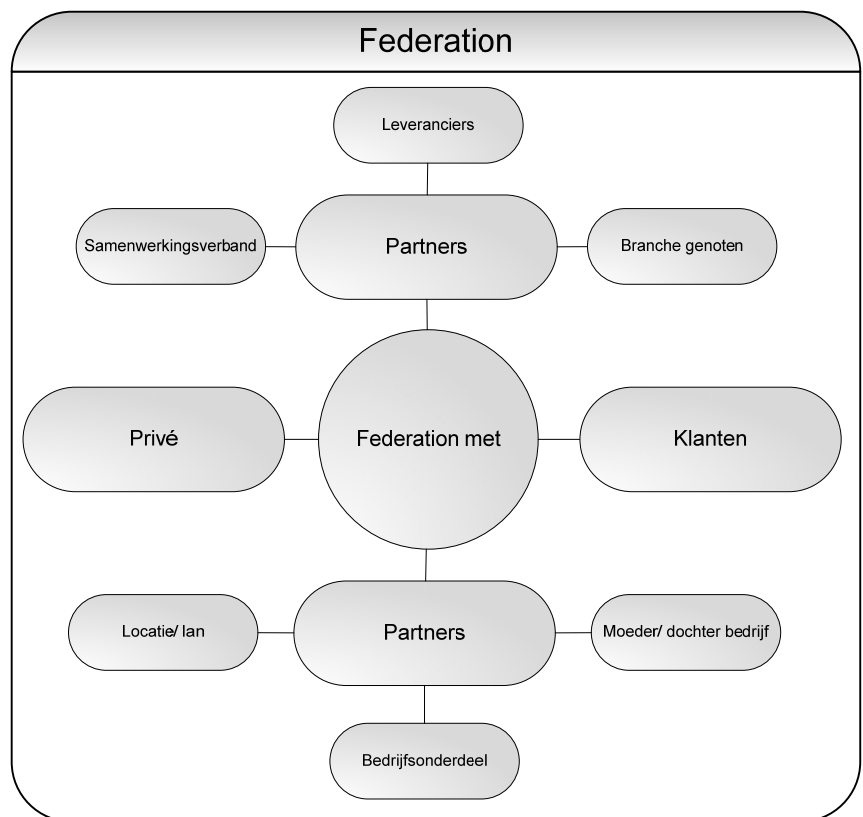 Federation
Leveranciers
Samenwerkingsverband
Partners
Branche genoten
Privé
Federation met
Klanten
Locatie/ lan
Partners
Moeder/ dochter bedrijf
Bedrijfsonderdeel